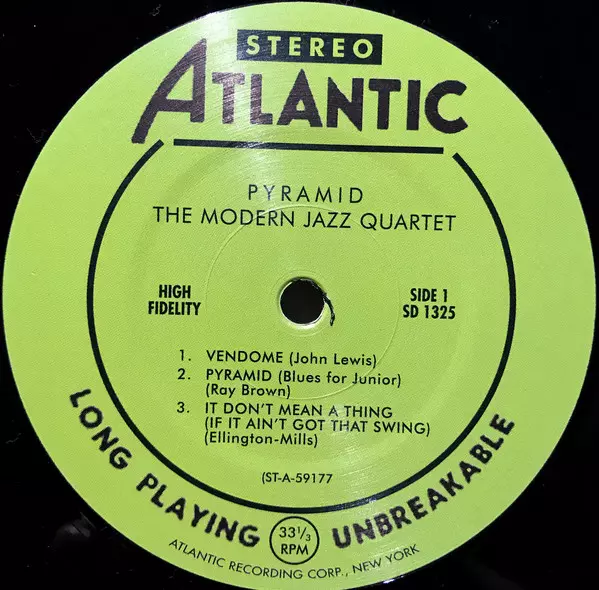 STEREO
ATLANTIC
PYRAMID
THE MODERN JAZZ QUARTET
HIGH
FIDELITY
SIDE 1
SD 1325
1. VENDOME (John Lewis)
2. PYRAMID (Blues for Junior)
(Ray Brown)
3. IT DON'T MEAN A THING
(IF IT AIN'T GOT THAT SWING)
(Ellington-Mills)
(ST-A-59177
LONG PLAYING
33 1/3
RPM
UNBREAKABLE
ATLANTIC RECORDING CORP., NEW YORK